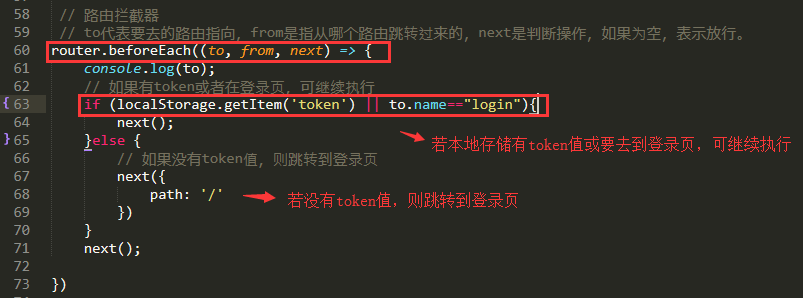 58
59 // 路由拦截器
// to代表要去的路由指向，from是指从哪个路由跳转过来的，next是判断操作，如果为空，表示放行。
60 router.beforeEach((to, from, next) => {
61 console.log(to);
62 // 如果有token或者在登录页，可继续执行
{ 63 if (localStorage.getItem('token') || to.name=="login"){
64 next();
若本地存储有token值或要去到登录页，可继续执行
} 65 }else {
66 // 如果没有token值，则跳转到登录页
67 next({
68 path: '/'
若没有token值，则跳转到登录页
69 })
70 }
71 next();
72
73 })